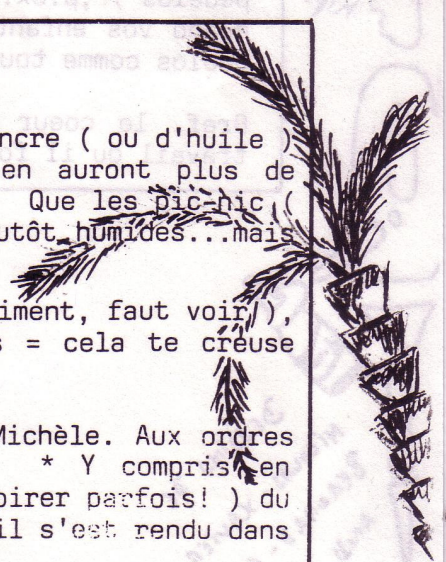 ncre ( ou d'huile )
en auront plus de
Que les pic-nic (
utôt humides...mais
iment, faut voir/),
s = cela te creuse
Michèle. Aux ordres
* Y compris en
pirer parfois! ) du
il s'est rendu dans